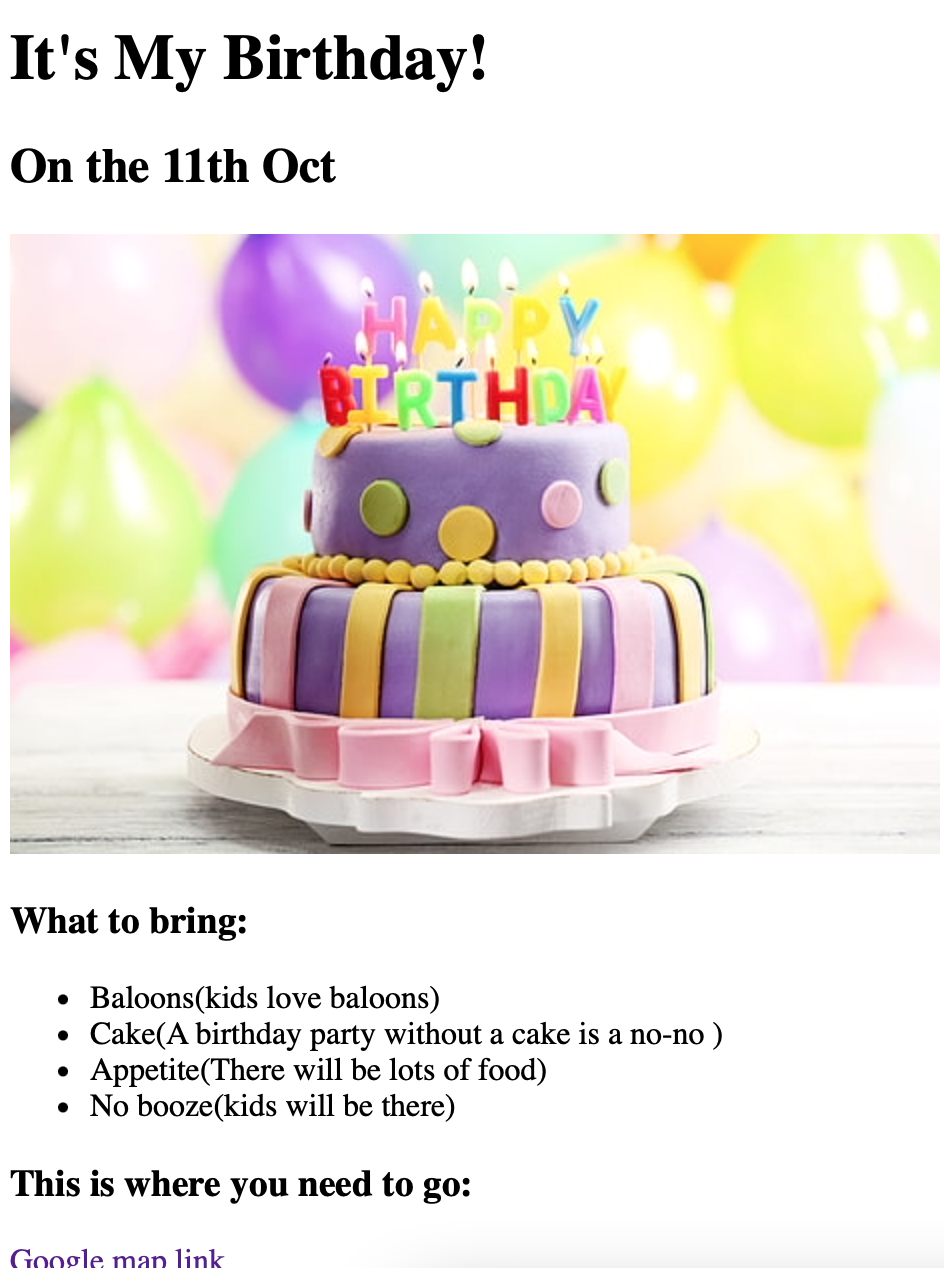 It's My Birthday!
On the 11th Oct
HAPPY
BIRTHDAY
What to bring:
Baloons(kids love baloons)
Cake(A birthday party without a cake is a no-no )
Appetite(There will be lots of food)
No booze(kids will be there)
This is where you need to go:
Google map link